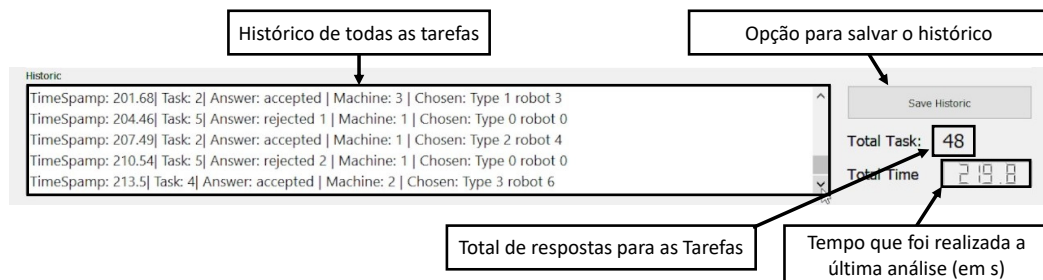 Histórico de todas as tarefas
Opção para salvar o histórico
Historic
TimeSpamp: 201.68| Task: 2| Answer: accepted | Machine: 3 | Chosen: Type 1 robot 3
TimeSpamp: 204.46| Task: 5| Answer: rejected 1 | Machine: 1 | Chosen: Type 0 robot 0
TimeSpamp: 207.49| Task: 2| Answer: accepted | Machine: 1 | Chosen: Type 2 robot 4
TimeSpamp: 210.54| Task: 5| Answer: rejected 2 | Machine: 1 | Chosen: Type 0 robot 0
TimeSpamp: 213.5| Task: 4| Answer: accepted | Machine: 2 | Chosen: Type 3 robot 6
Save Historic
Total Task: 48
Total Time 219.8
Total de respostas para as Tarefas
Tempo que foi realizada a
última análise (em s)